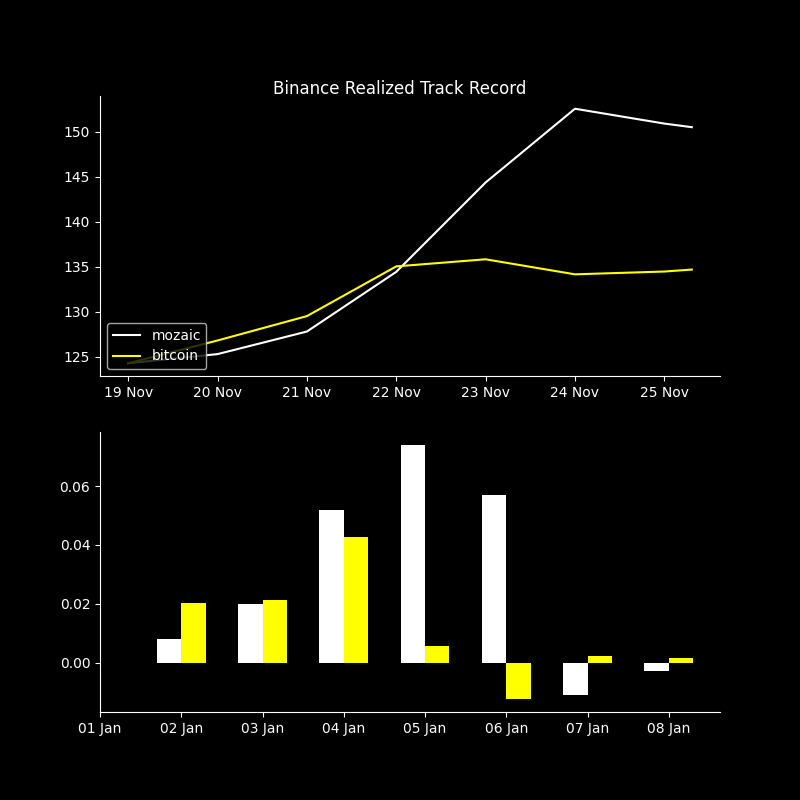 Binance Realized Track Record
150
145
140
135
130
125
mozaic
bitcoin
19 Nov 20 Nov 21 Nov 22 Nov 23 Nov 24 Nov 25 Nov
0.06
0.04
0.02
0.00
01 Jan 02 Jan 03 Jan 04 Jan 05 Jan 06 Jan 07 Jan 08 Jan